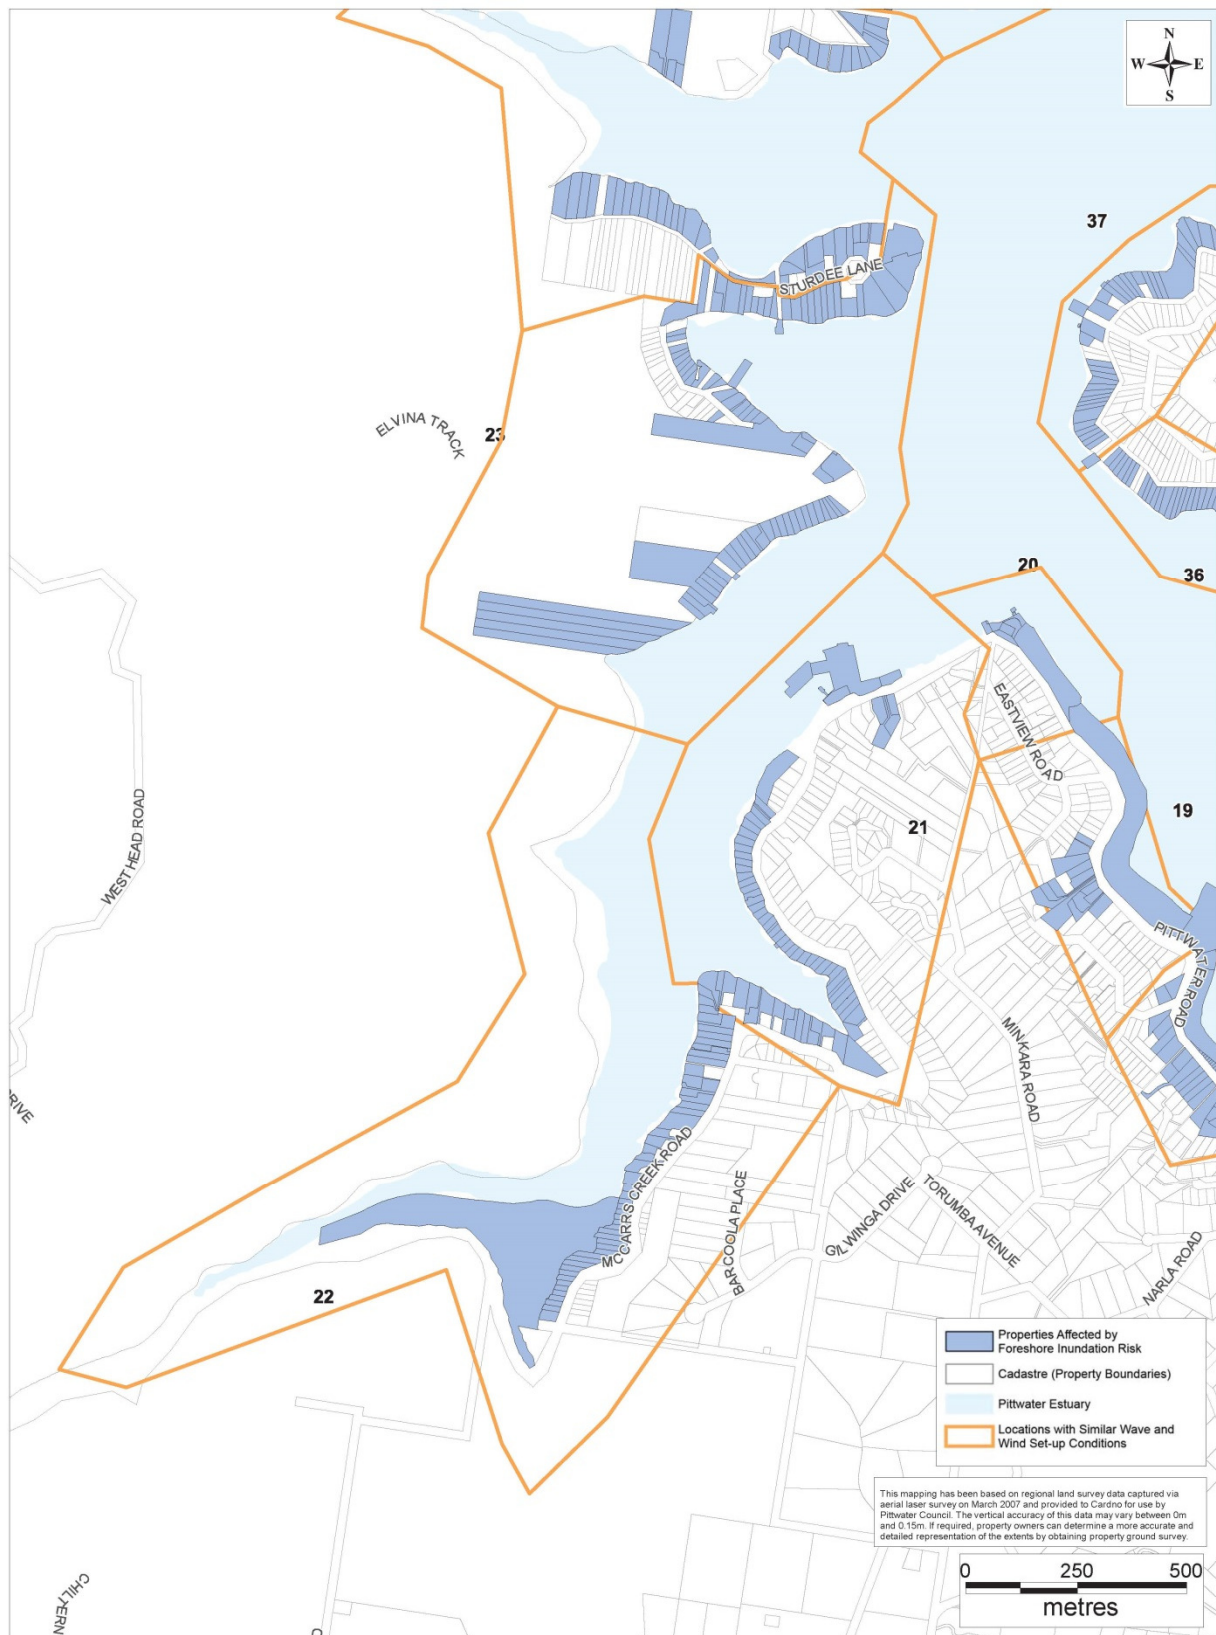 N
W E
S
37
STURDEE LANE
ELVINA TRACK
23
20
36
EASTVIEW ROAD
WEST HEAD ROAD
21
19
PITTWATER ROAD
MINKARA ROAD
RIVE
MCCARRS CREEK ROAD
BARCOOLA PLACE
GILWINGA DRIVE
TORUMBA AVENUE
NARLA ROAD
22
Properties Affected by
Foreshore Inundation Risk
Cadastre (Property Boundaries)
Pittwater Estuary
Locations with Similar Wave and
Wind Set-up Conditions
This mapping has been based on regional land survey data captured via
aerial laser survey on March 2007 and provided to Cardno for use by
Pittwater Council. The vertical accuracy of this data may vary between 0m
and 0.15m. If required, property owners can determine a more accurate and
detailed representation of the extents by obtaining property ground survey.
0 250 500
metres
CHILTERN